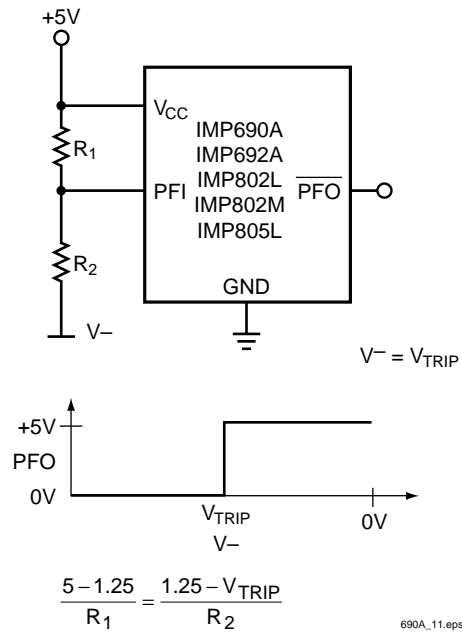 +5V
VCC
R1
IMP690A
IMP692A
IMP802L
IMP802M
IMP805L
PFI
PFO
R2
GND
V–
V– = VTRIP
+5V
PFO
0V
VTRIP
0V
V–
5 – 1.25 / R1 = 1.25 – VTRIP / R2
690A_11.eps